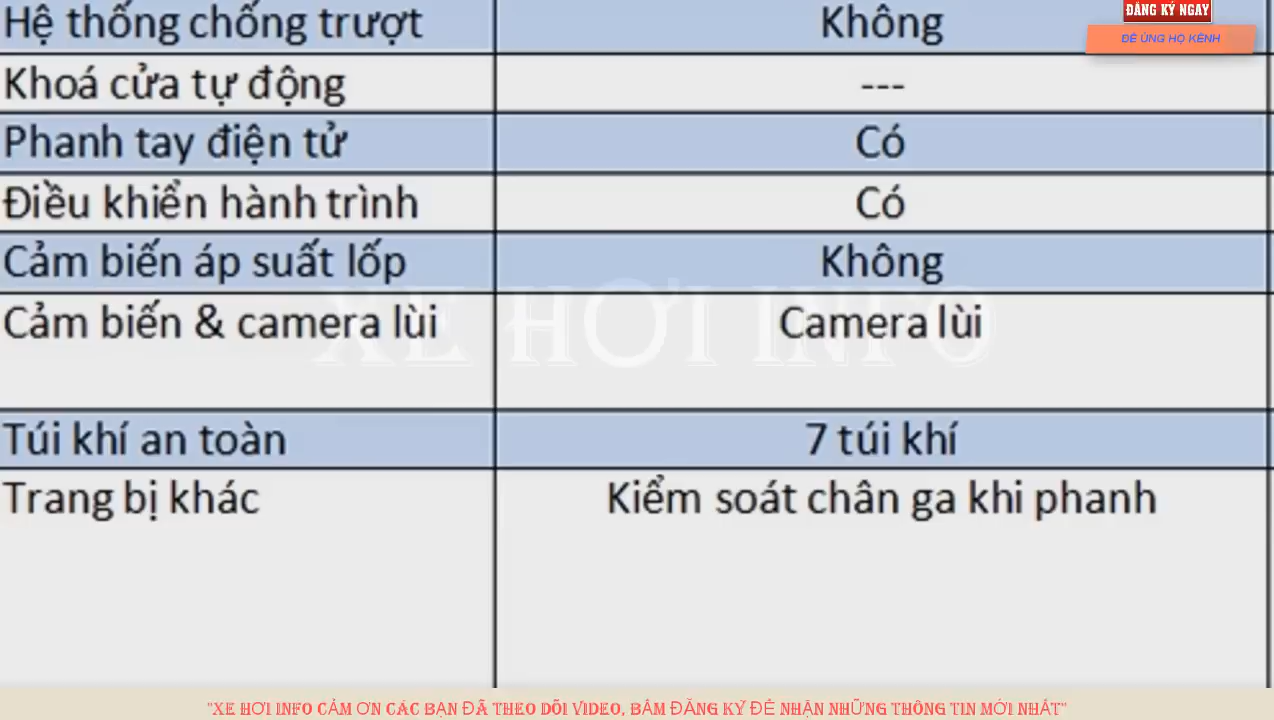 Hệ thống chống trượt Không
ĐĂNG KÝ NGAY
ĐỂ ỦNG HỘ KÊNH
Khoá cửa tự động ---
Phanh tay điện tử Có
Điều khiển hành trình Có
Cảm biến áp suất lốp Không
XE HƠI INFO
Cảm biến & camera lùi Camera lùi
Túi khí an toàn 7 túi khí
Trang bị khác Kiểm soát chân ga khi phanh
"XE HƠI INFO CẢM ƠN CÁC BẠN ĐÃ THEO DÕI VIDEO, BẤM ĐĂNG KÝ ĐỂ NHẬN NHỮNG THÔNG TIN MỚI NHẤT"